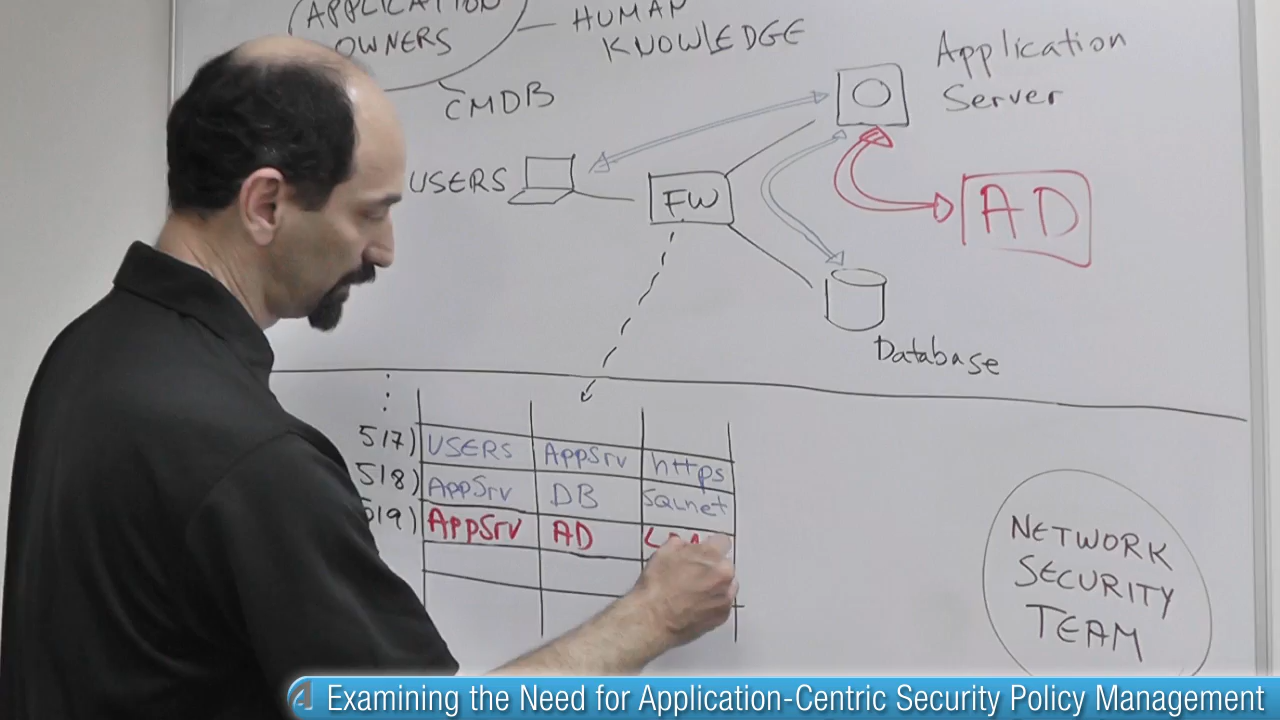 APPLICATION
OWNERS
HUMAN
KNOWLEDGE
CMDB
Application
Server
USERS
FW
AD
Database
517) USERS AppSrv https
518) AppSrv DB SQLnet
519) AppSrv AD
NETWORK
SECURITY
TEAM
Examining the Need for Application-Centric Security Policy Management